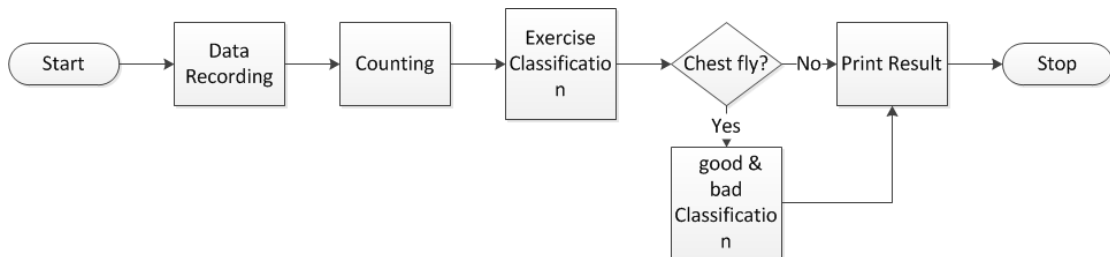 Start
Data
Recording
Counting
Exercise
Classificatio
n
Chest fly?
No
Print Result
Stop
Yes
good &
bad
Classificatio
n